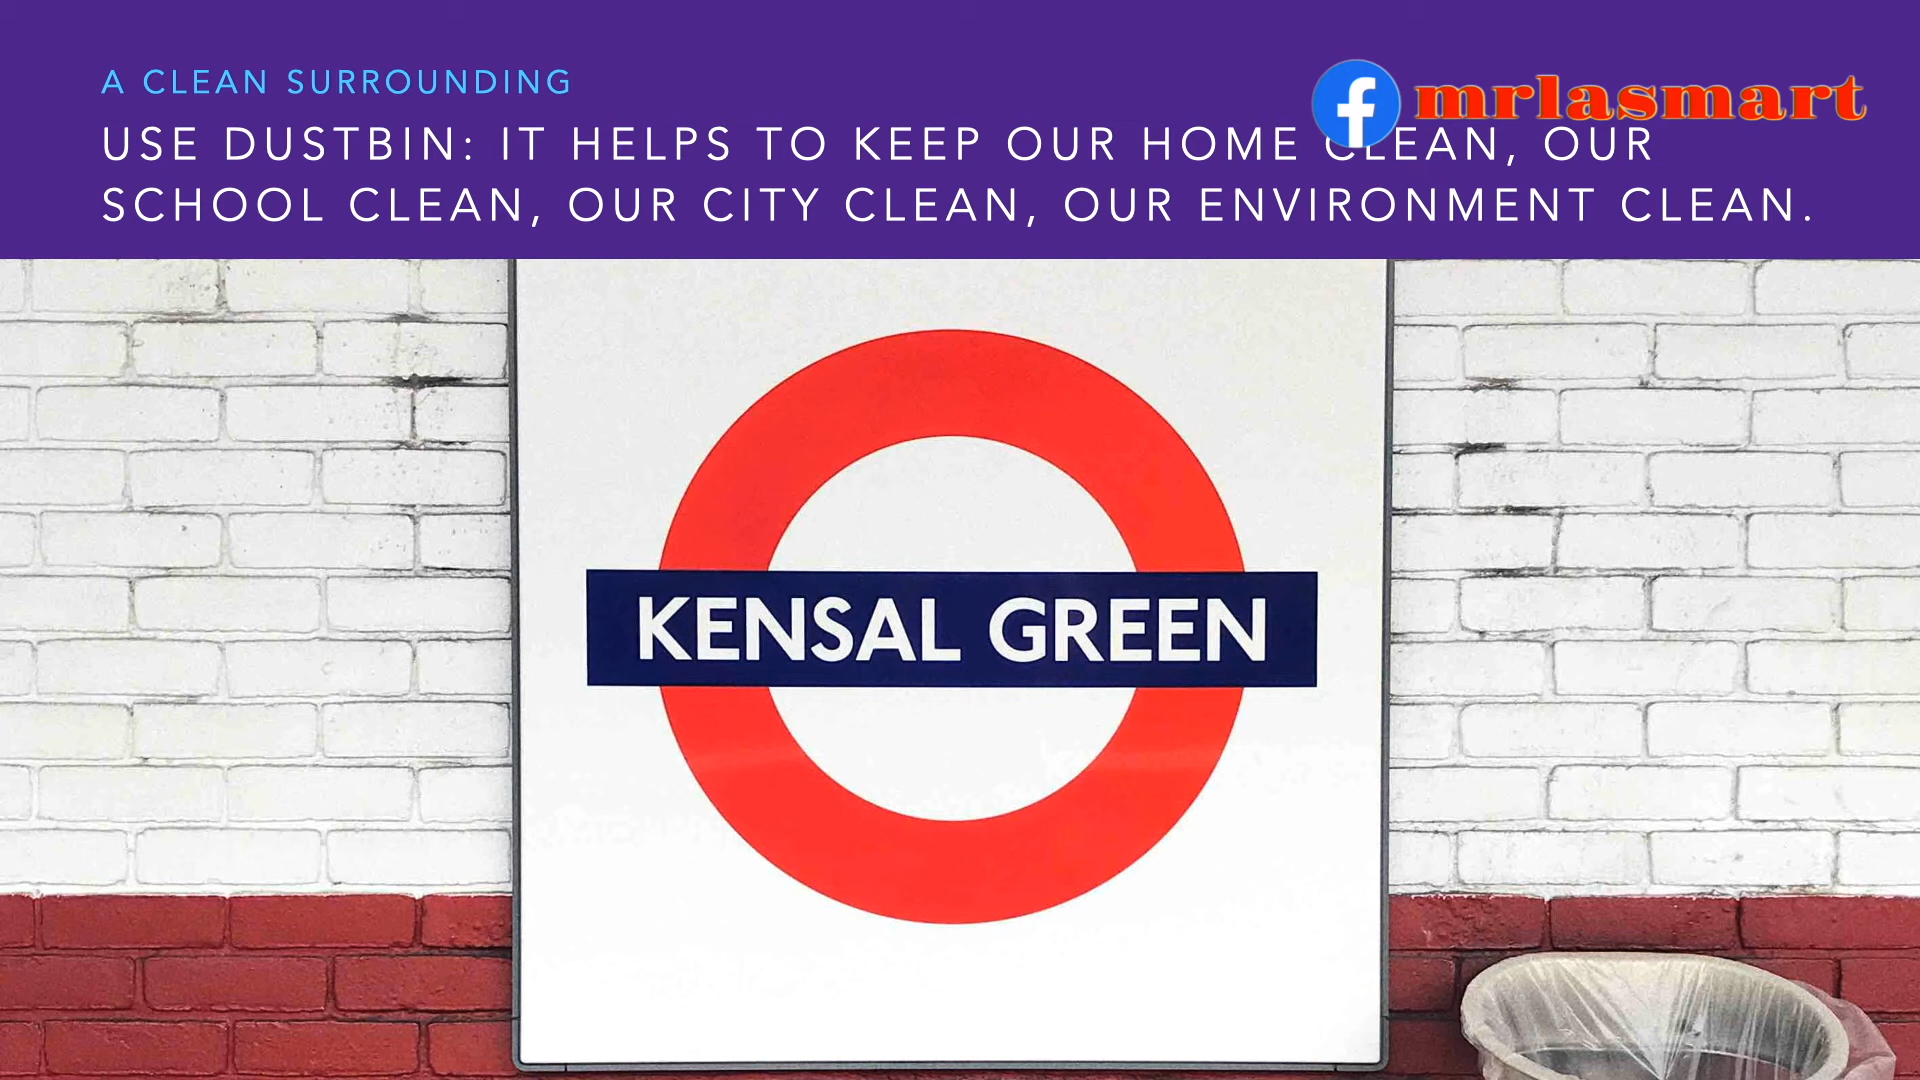 A CLEAN SURROUNDING
mrlasmart
USE DUSTBIN: IT HELPS TO KEEP OUR HOME CLEAN, OUR
SCHOOL CLEAN, OUR CITY CLEAN, OUR ENVIRONMENT CLEAN.
KENSAL GREEN